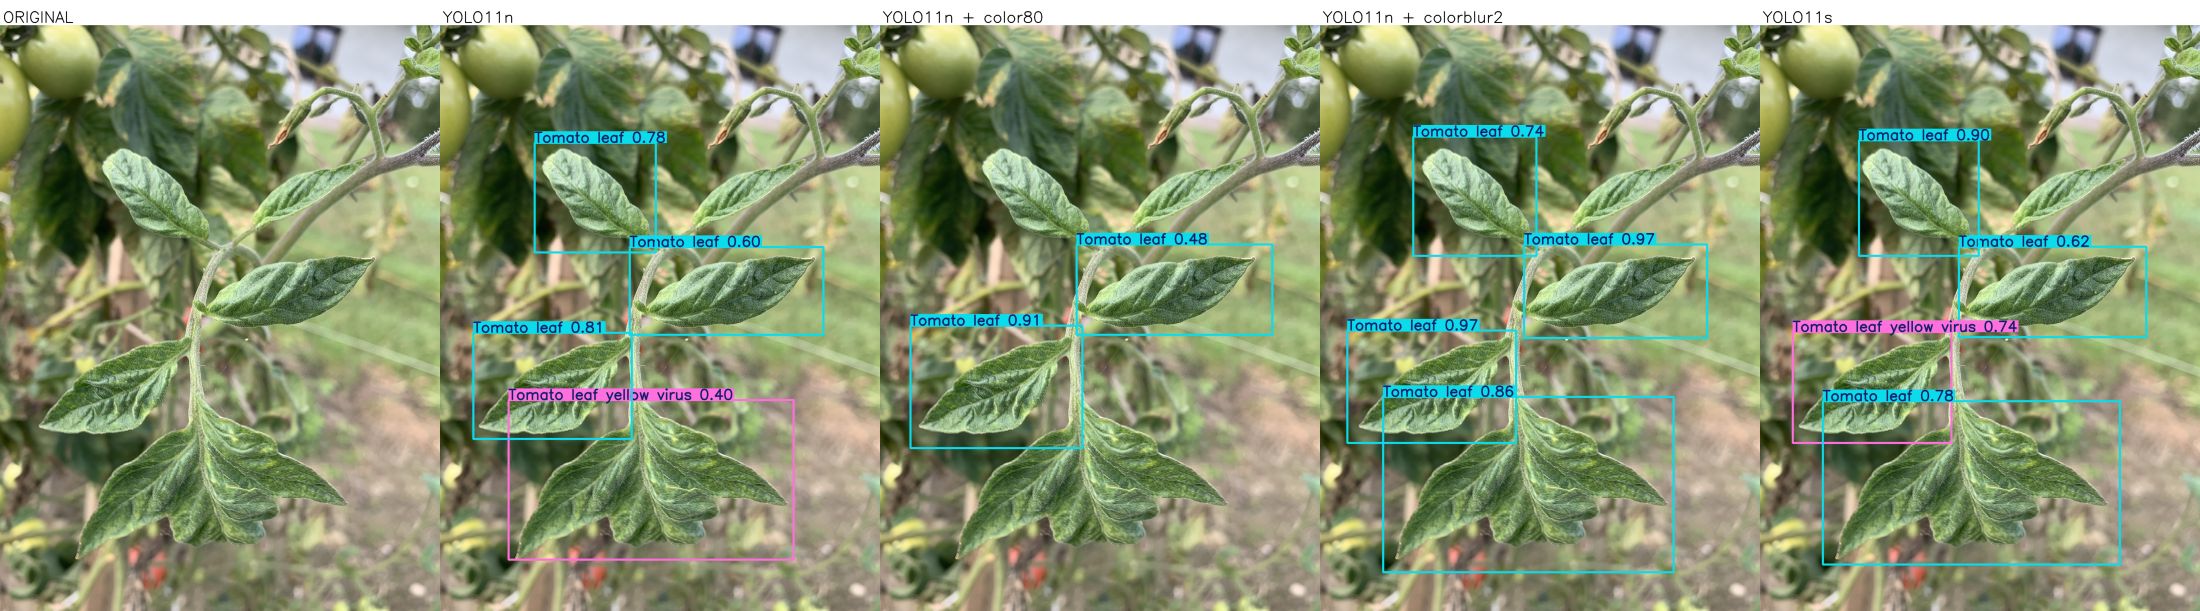 ORIGINAL
YOLO11n
Tomato leaf 0.78
Tomato leaf 0.60
Tomato leaf 0.81
Tomato leaf yellow virus 0.40
YOLO11n + color80
Tomato leaf 0.48
Tomato leaf 0.91
YOLO11n + colorblur2
Tomato leaf 0.74
Tomato leaf 0.97
Tomato leaf 0.97
Tomato leaf 0.86
YOLO11s
Tomato leaf 0.90
Tomato leaf 0.62
Tomato leaf yellow virus 0.74
Tomato leaf 0.78